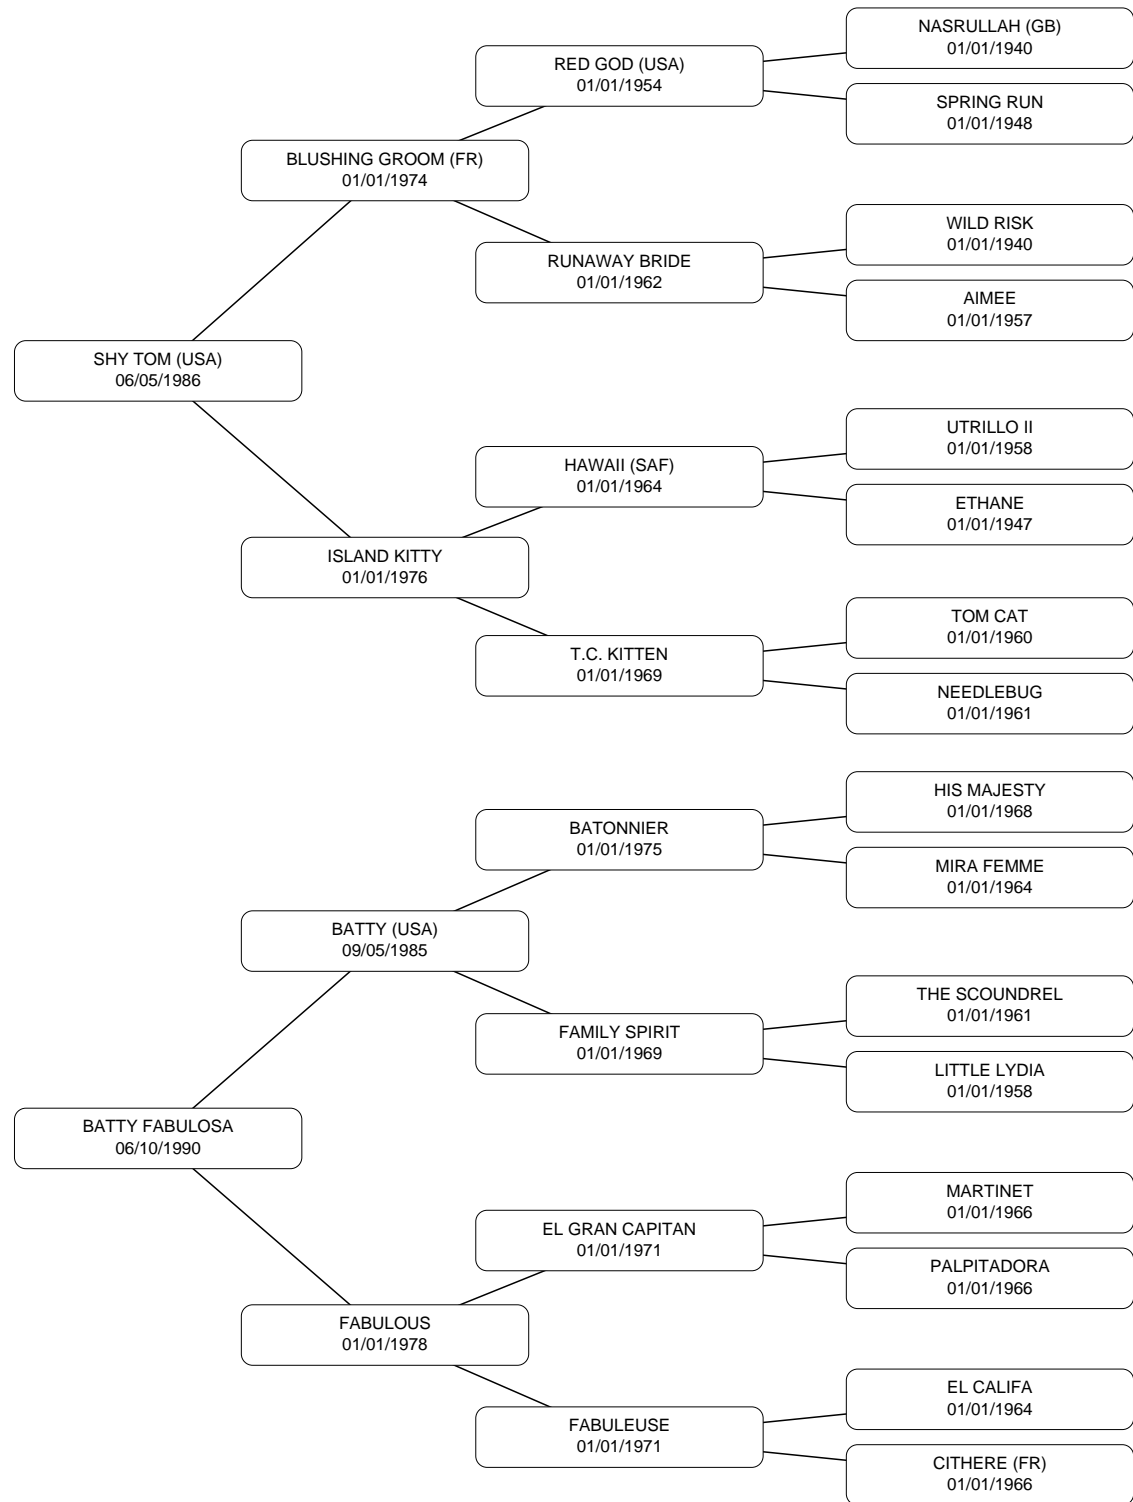 NASRULLAH (GB)
01/01/1940
RED GOD (USA)
01/01/1954
SPRING RUN
01/01/1948
BLUSHING GROOM (FR)
01/01/1974
WILD RISK
01/01/1940
RUNAWAY BRIDE
01/01/1962
AIMEE
01/01/1957
SHY TOM (USA)
06/05/1986
UTRILLO II
01/01/1958
HAWAII (SAF)
01/01/1964
ETHANE
01/01/1947
ISLAND KITTY
01/01/1976
TOM CAT
01/01/1960
T.C. KITTEN
01/01/1969
NEEDLEBUG
01/01/1961
HIS MAJESTY
01/01/1968
BATONNIER
01/01/1975
MIRA FEMME
01/01/1964
BATTY (USA)
09/05/1985
THE SCOUNDREL
01/01/1961
FAMILY SPIRIT
01/01/1969
LITTLE LYDIA
01/01/1958
BATTY FABULOSA
06/10/1990
MARTINET
01/01/1966
EL GRAN CAPITAN
01/01/1971
PALPITADORA
01/01/1966
FABULOUS
01/01/1978
EL CALIFA
01/01/1964
FABULEUSE
01/01/1971
CITHERE (FR)
01/01/1966